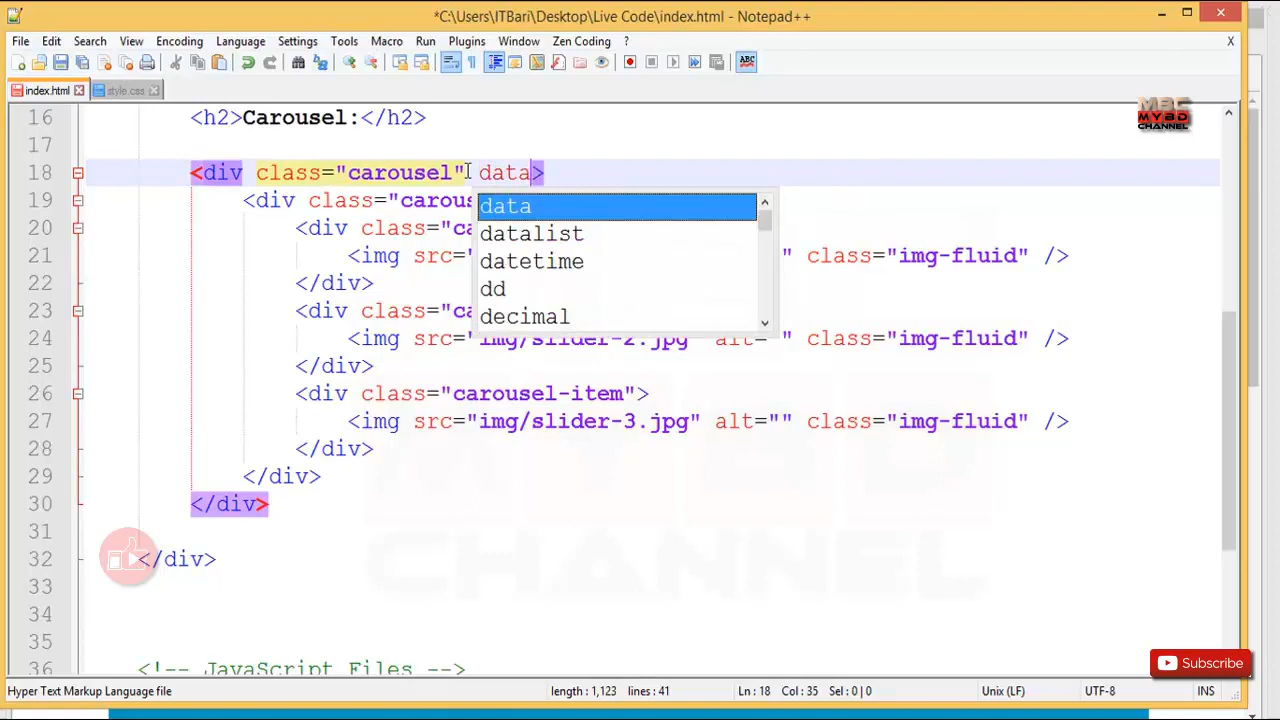 *C:\Users\ITBari\Desktop\Live Code\index.html - Notepad++
File Edit Search View Encoding Language Settings Tools Macro Run Plugins Window Zen Coding ? X
index.html style.css
16 <h2>Carousel:</h2>
17
18 <div class="carousel" data>
19 <div class="carous
data
20 <div class="ca
datalist
21 <img src=" " class="img-fluid" />
datetime
22 </div>
dd
23 <div class="ca
decimal
24 <img src="img/slider-2.jpg" alt="" class="img-fluid" />
25 </div>
26 <div class="carousel-item">
27 <img src="img/slider-3.jpg" alt="" class="img-fluid" />
28 </div>
29 </div>
30 </div>
31
32 </div>
33
34
35
36 <!-- JavaScript Files -->
Hyper Text Markup Language file length : 1,123 lines : 41 Ln : 18 Col : 35 Sel : 0 | 0 Unix (LF) UTF-8 INS
ABC
MBC
MYBD
CHANNEL
MYBD
CHANNEL
Subscribe